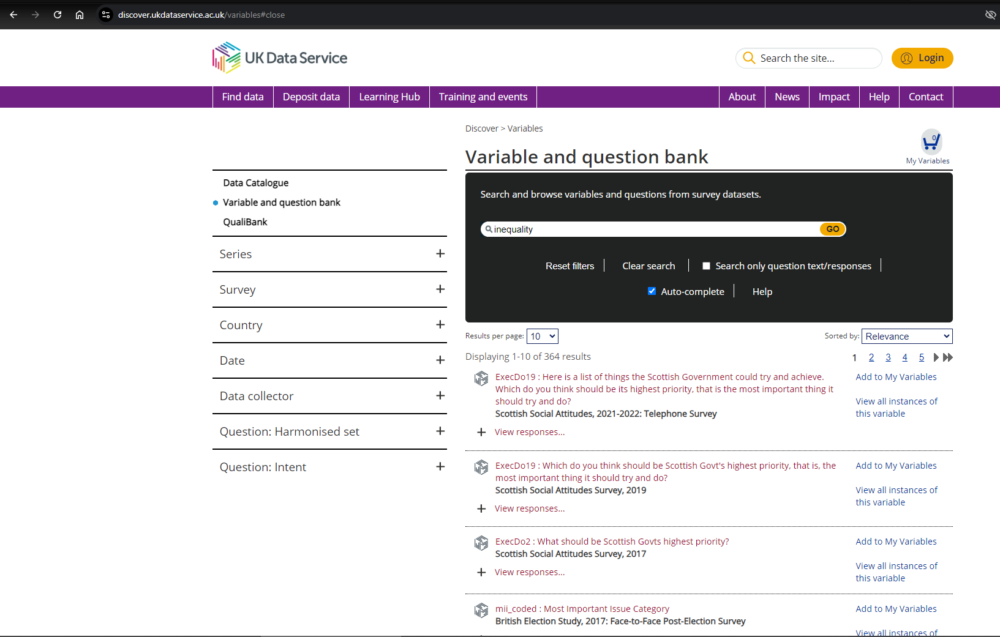 discover.ukdataservice.ac.uk/variables#close
UK Data Service
Search the site...
Login
Find data
Deposit data
Learning Hub
Training and events
About
News
Impact
Help
Contact
Discover > Variables
Variable and question bank
0
My Variables
Data Catalogue
Variable and question bank
QualiBank
Series
Survey
Country
Date
Data collector
Question: Harmonised set
Question: Intent
Search and browse variables and questions from survey datasets.
inequality
GO
Reset filters
Clear search
Search only question text/responses
Auto-complete
Help
Results per page: 10
Sorted by: Relevance
Displaying 1-10 of 364 results
1 2 3 4 5
ExecDo19 : Here is a list of things the Scottish Government could try and achieve.
Which do you think should be its highest priority, that is the most important thing it
should try and do?
Scottish Social Attitudes, 2021-2022: Telephone Survey
View responses...
Add to My Variables
View all instances of
this variable
ExecDo19 : Which do you think should be Scottish Govt's highest priority, that is, the
most important thing it should try and do?
Scottish Social Attitudes Survey, 2019
View responses...
Add to My Variables
View all instances of
this variable
ExecDo2 : What should be Scottish Govts highest priority?
Scottish Social Attitudes Survey, 2017
View responses...
Add to My Variables
View all instances of
this variable
mii_coded : Most Important Issue Category
British Election Study, 2017: Face-to-Face Post-Election Survey
Add to My Variables
View all instances of